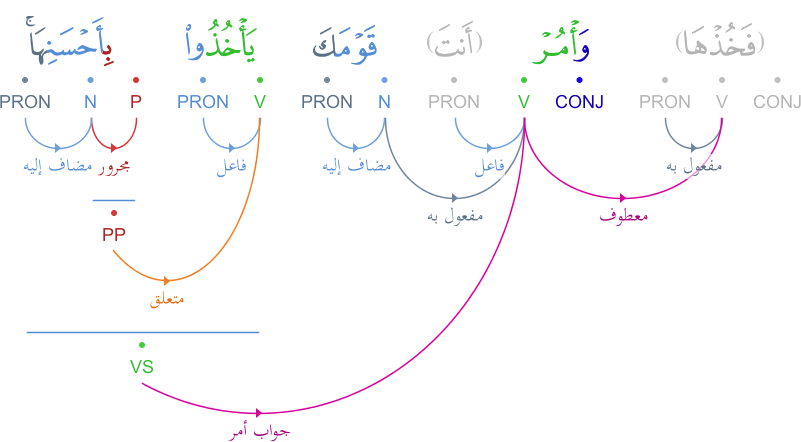 (فَخُذۡهَا) وَأۡمُرۡ (أَنتَ) قَوۡمَكَ يَأۡخُذُواْ بِأَحۡسَنِهَاۚ
PRON N P PRON V PRON N PRON V CONJ PRON V CONJ
مفعول به فاعل مضاف إليه فاعل مجرور مضاف إليه
معطوف مفعول به
PP
متعلق
VS
جواب أمر